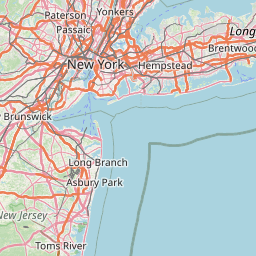 Yonkers
Paterson
Passaic
Long
Brentwood
New York
Hempstead
Brunswick
Long Branch
Asbury Park
New Jersey
Toms River